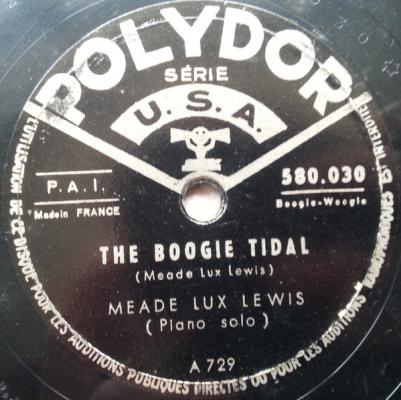 POLYDOR
SÉRIE
U.S.A.
P.A.I.
Made in FRANCE
580.030
Boogie-Woogie
THE BOOGIE TIDAL
(Meade Lux Lewis)
MEADE LUX LEWIS
(Piano solo)
A 729
L'UTILISATION DE CE DISQUE POUR LES AUDITIONS PUBLIQUES DIRECTES OU POUR LES AUDITIONS RADIOPHONIQUES EST INTERDITE